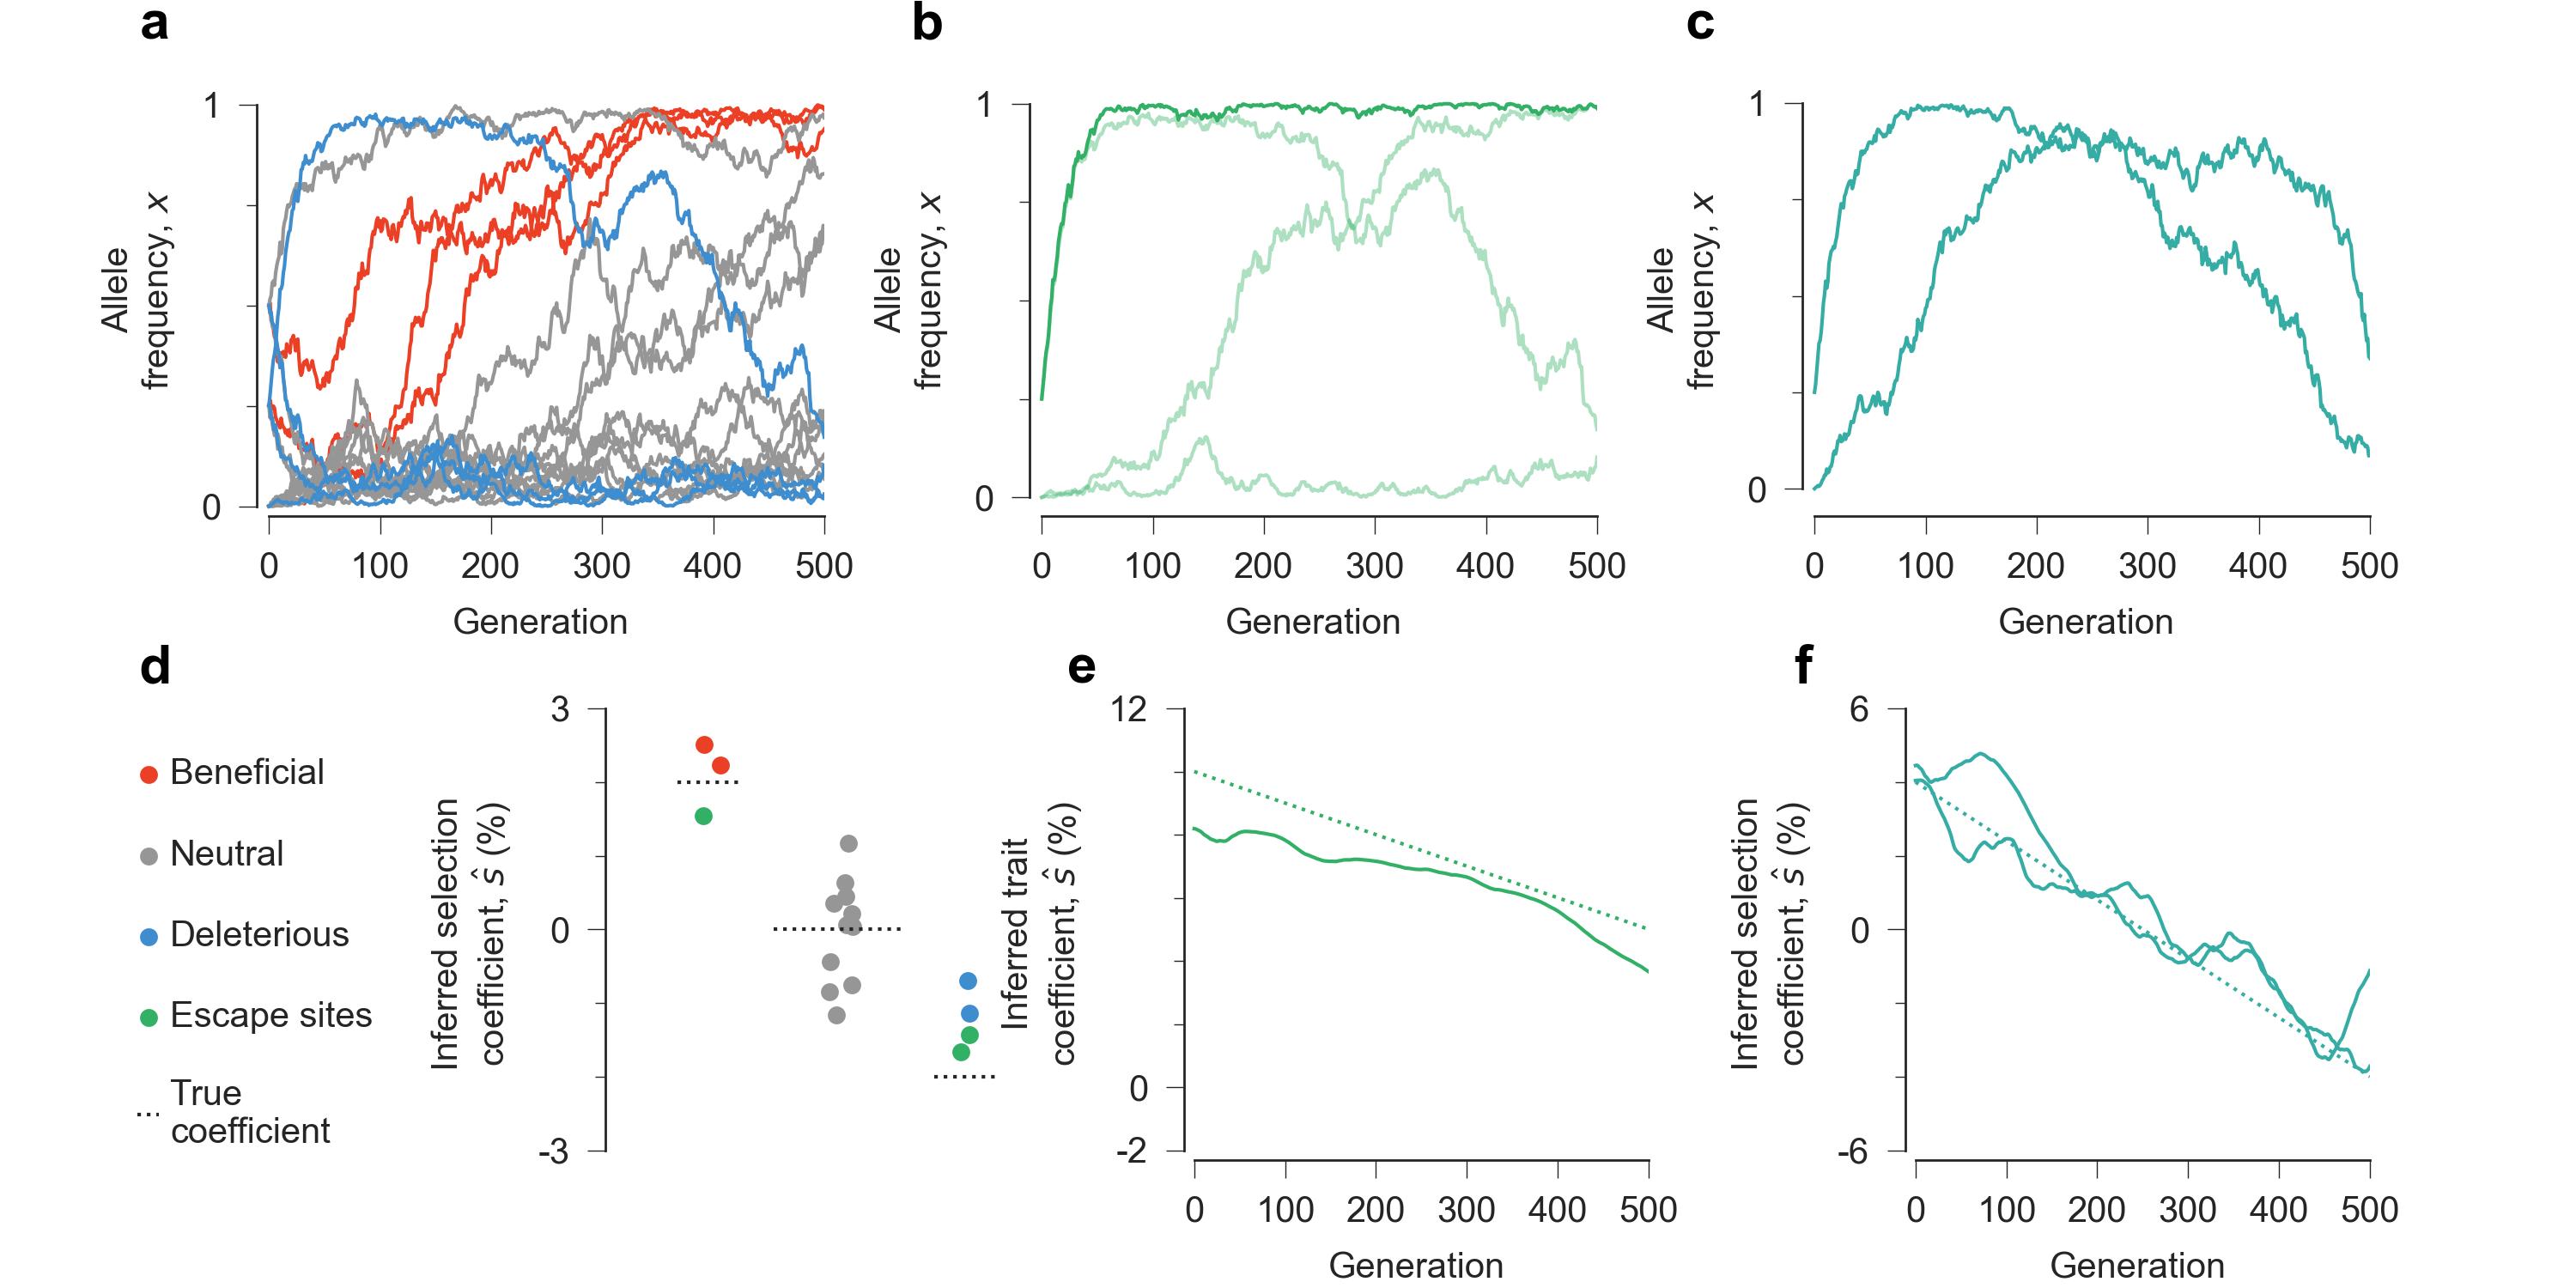 a
1
0
Allele
frequency, x
0 100 200 300 400 500
Generation
b
1
0
Allele
frequency, x
0 100 200 300 400 500
Generation
c
1
0
Allele
frequency, x
0 100 200 300 400 500
Generation
d
Beneficial
Neutral
Deleterious
Escape sites
True
coefficient
Inferred selection
coefficient, ŝ (%)
3
0
-3
e
Inferred trait
coefficient, ŝ (%)
12
0
-2
0 100 200 300 400 500
Generation
f
Inferred selection
coefficient, ŝ (%)
6
0
-6
0 100 200 300 400 500
Generation